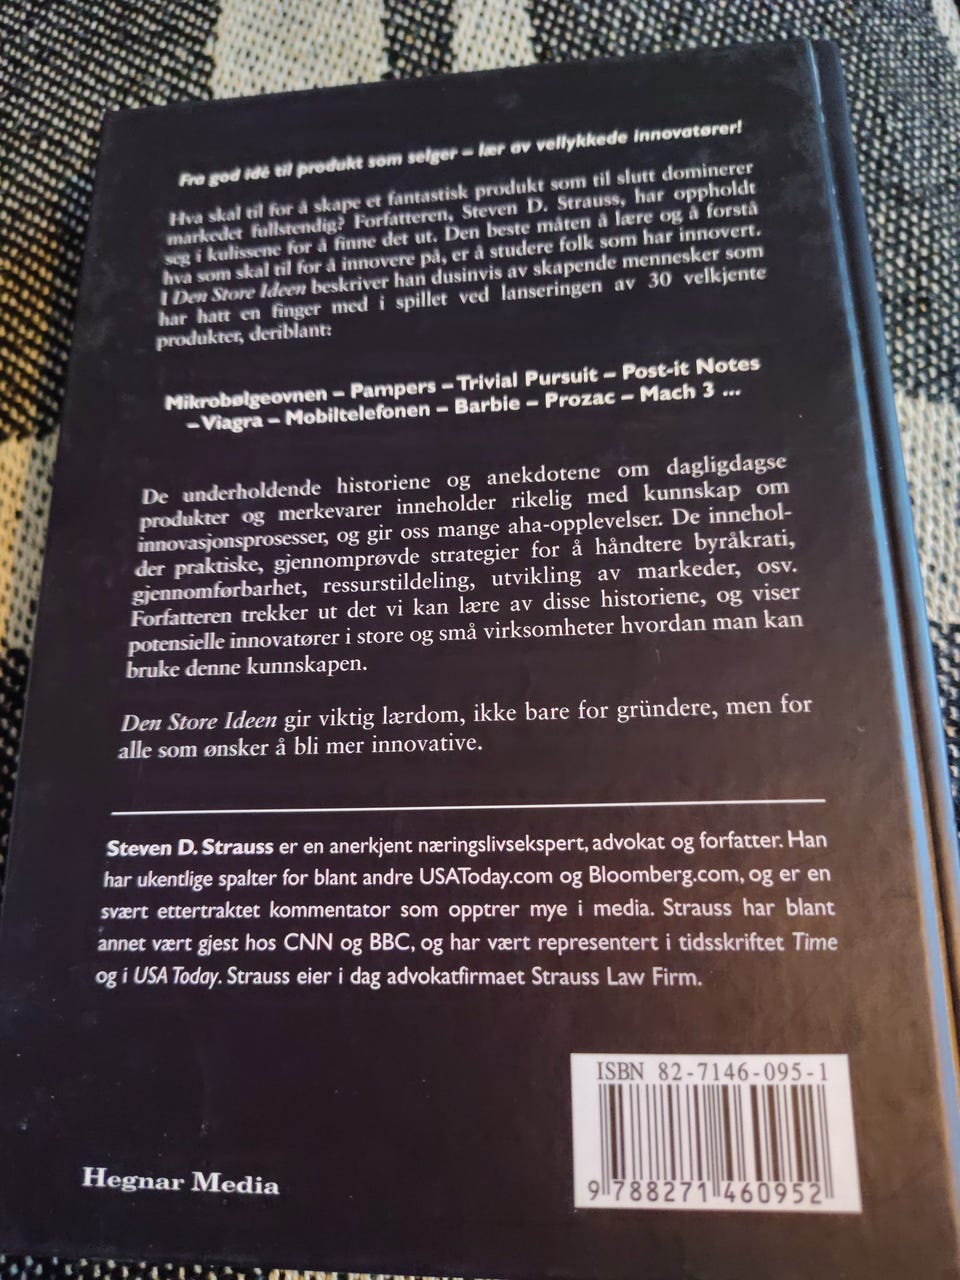 Fra god idé til produkt som selger – lær av vellykkede innovatører!
Hva skal til for å skape et fantastisk produkt som til slutt dominerer
markedet fullstendig? Forfatteren, Steven D. Strauss, har oppholdt
seg i kulissene for å finne det ut. Den beste måten å lære og å forstå
hva som skal til for å innovere på, er å studere folk som har innovert.
I Den Store Ideen beskriver han dusinvis av skapende mennesker som
har hatt en finger med i spillet ved lanseringen av 30 velkjente
produkter, deriblant:
Mikrobølgeovnen – Pampers – Trivial Pursuit – Post-it Notes
– Viagra – Mobiltelefonen – Barbie – Prozac – Mach 3 ...
De underholdende historiene og anekdotene om dagligdagse
produkter og merkevarer inneholder rikelig med kunnskap om
innovasjonsprosesser, og gir oss mange aha-opplevelser. De innehol-
der praktiske, gjennomprøvde strategier for å håndtere byråkrati,
gjennomførbarhet, ressurstildeling, utvikling av markeder, osv.
Forfatteren trekker ut det vi kan lære av disse historiene, og viser
potensielle innovatører i store og små virksomheter hvordan man kan
bruke denne kunnskapen.
Den Store Ideen gir viktig lærdom, ikke bare for gründere, men for
alle som ønsker å bli mer innovative.
Steven D. Strauss er en anerkjent næringslivsekspert, advokat og forfatter. Han
har ukentlige spalter for blant andre USAToday.com og Bloomberg.com, og er en
svært ettertraktet kommentator som opptrer mye i media. Strauss har blant
annet vært gjest hos CNN og BBC, og har vært representert i tidsskriftet Time
og i USA Today. Strauss eier i dag advokatfirmaet Strauss Law Firm.
ISBN 82-7146-095-1
9 788271 460952
Hegnar Media